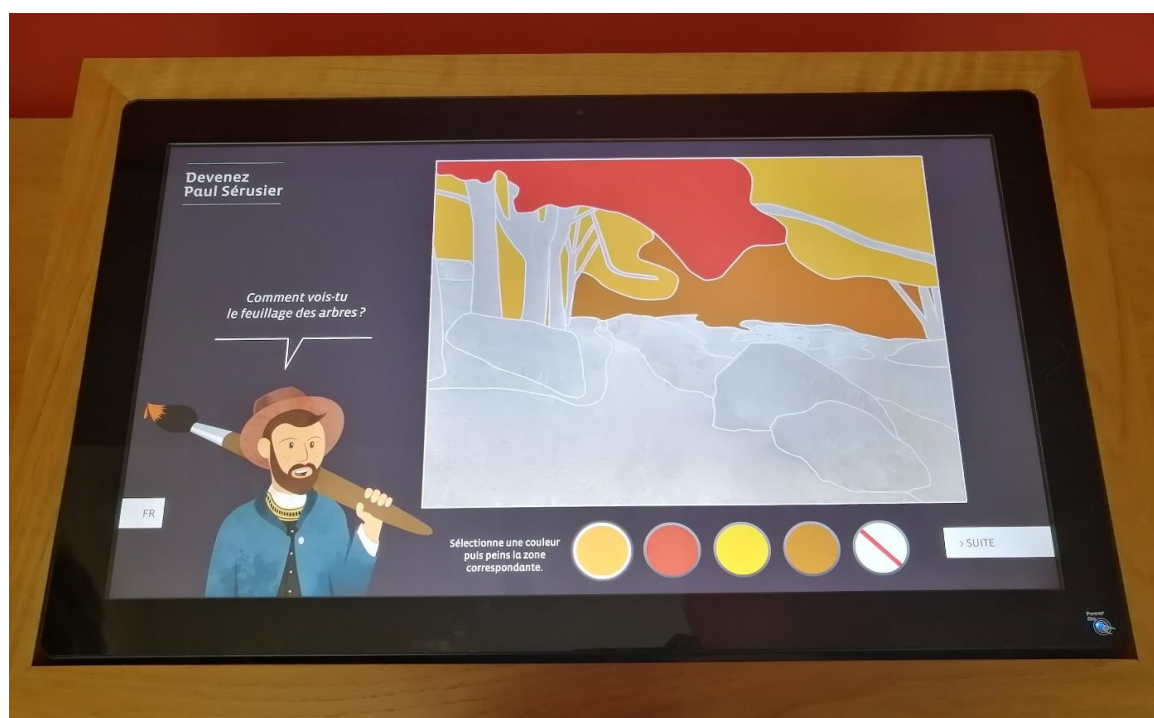 Devenez
Paul Sérusier
Comment vois-tu
le feuillage des arbres ?
FR
Sélectionne une couleur
puis peins la zone
correspondante.
> SUITE